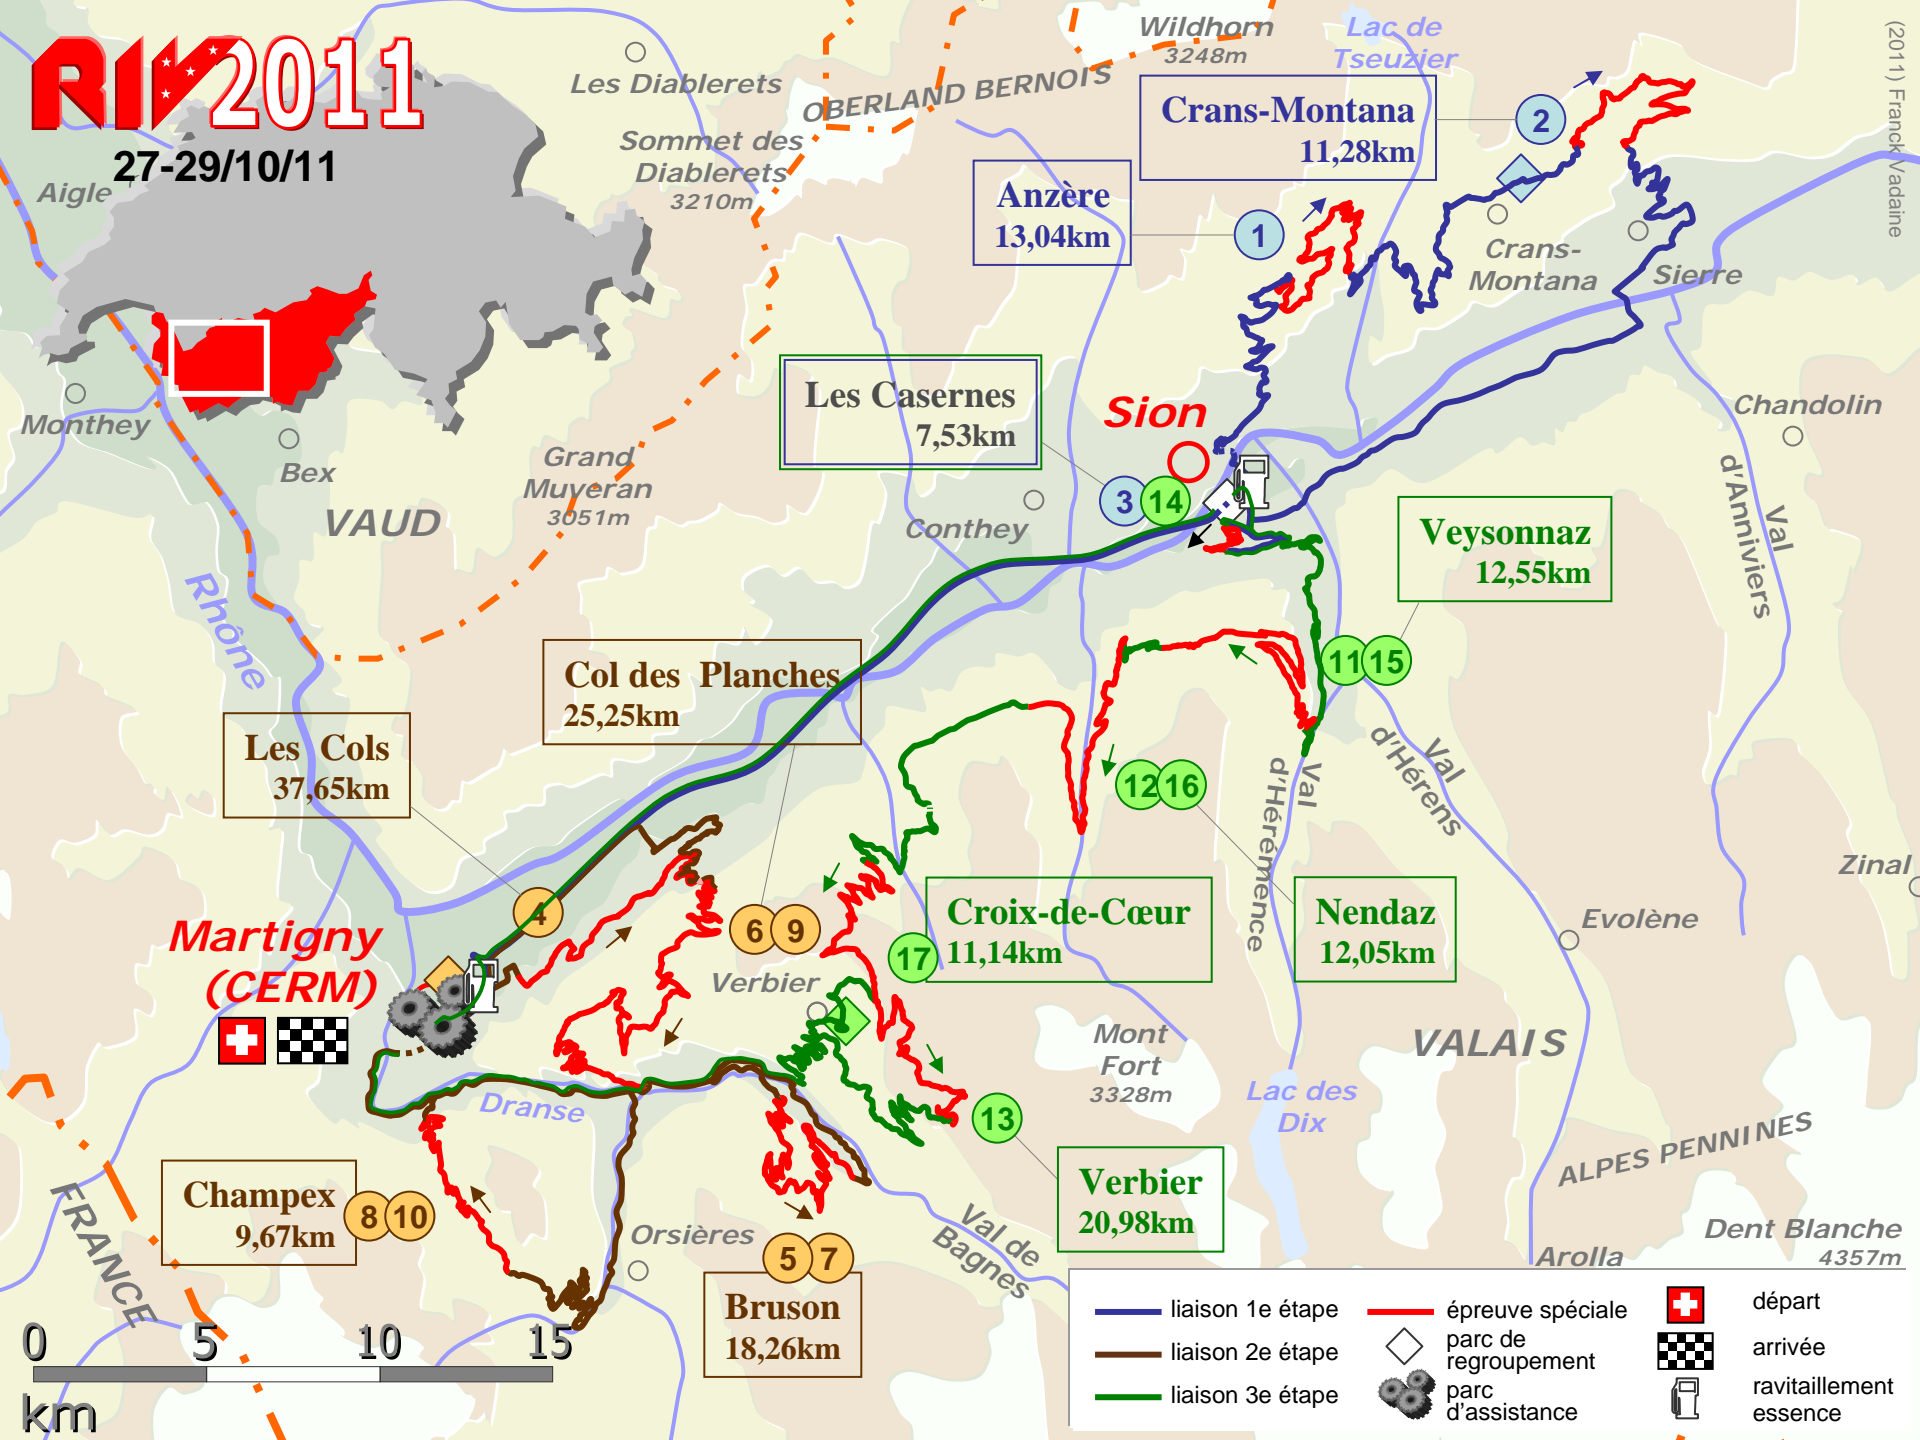 RIV 2011
27-29/10/11
(2011) Franck Vadaine
Wildhorn
3248m
Lac de
Tseuzier
Les Diablerets
OBERLAND BERNOIS
Sommet des
Diablerets
3210m
Aigle
Crans-Montana
11,28km
2
Anzère
13,04km
1
Crans-
Montana
Sierre
Monthey
Bex
VAUD
Grand
Muveran
3051m
Les Casernes
7,53km
Sion
3
14
Conthey
Chandolin
Val
d'Anniviers
Veysonnaz
12,55km
11
15
Rhône
Col des Planches
25,25km
Les Cols
37,65km
4
12
16
Val
d'Hérémence
Val
d'Hérens
Zinal
Martigny
(CERM)
6
9
Verbier
Croix-de-Cœur
11,14km
17
Nendaz
12,05km
Evolène
Mont
Fort
3328m
VALAIS
Lac des
Dix
Dranse
13
Verbier
20,98km
ALPES PENNINES
Champex
9,67km
8
10
FRANCE
Orsières
5
7
Bruson
18,26km
Val de
Bagnes
Arolla
Dent Blanche
4357m
0
5
10
15
km
liaison 1e étape
liaison 2e étape
liaison 3e étape
épreuve spéciale
parc de
regroupement
parc
d'assistance
départ
arrivée
ravitaillement
essence